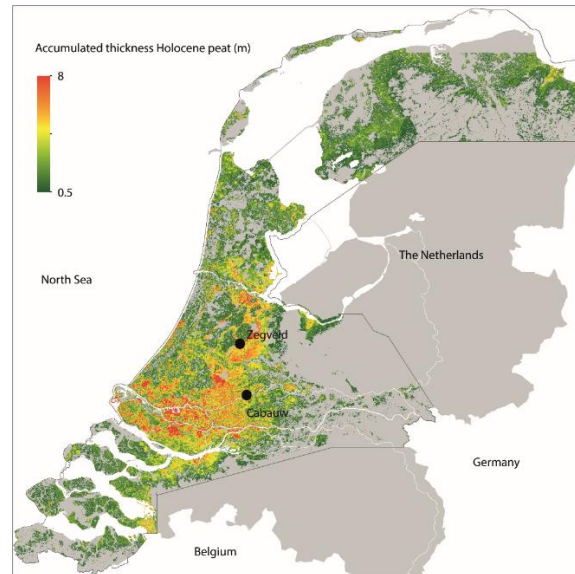 Accumulated thickness Holocene peat (m)
8
0.5
The Netherlands
North Sea
Zegveld
Cabauw
Germany
Belgium